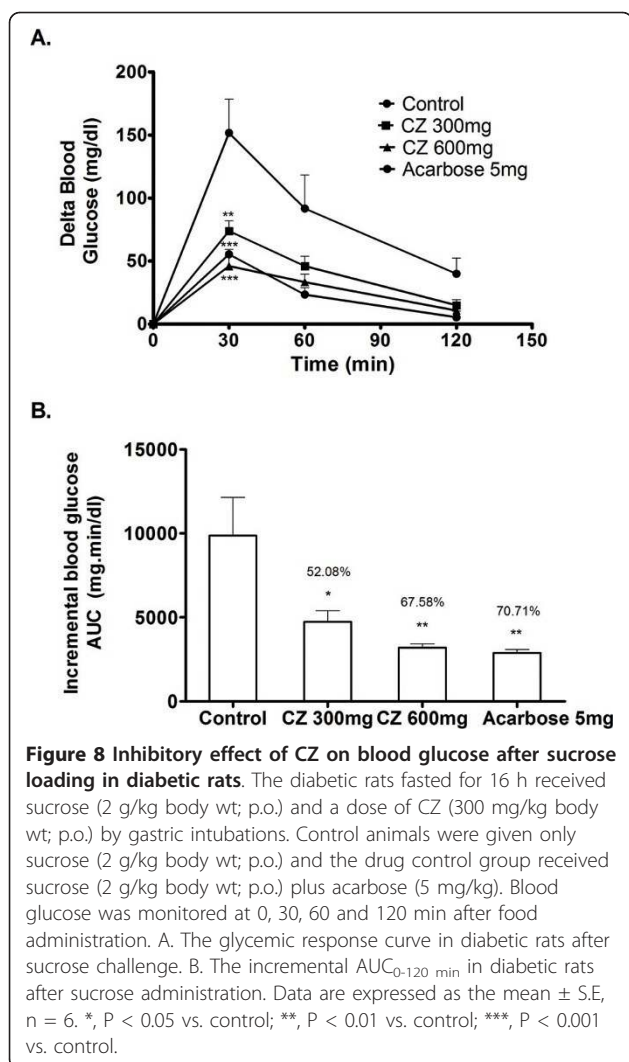 A.
200
150
100
50
0
Delta Blood
Glucose (mg/dl)
Control
CZ 300mg
CZ 600mg
Acarbose 5mg
**
***
***
0
30
60
90
120
150
Time (min)
B.
15000
10000
5000
0
Incremental blood glucose
AUC (mg.min/dl)
52.08%
*
67.58%
**
70.71%
**
Control
CZ 300mg
CZ 600mg
Acarbose 5mg
Figure 8 Inhibitory effect of CZ on blood glucose after sucrose
loading in diabetic rats. The diabetic rats fasted for 16 h received
sucrose (2 g/kg body wt; p.o.) and a dose of CZ (300 mg/kg body
wt; p.o.) by gastric intubations. Control animals were given only
sucrose (2 g/kg body wt; p.o.) and the drug control group received
sucrose (2 g/kg body wt; p.o.) plus acarbose (5 mg/kg). Blood
glucose was monitored at 0, 30, 60 and 120 min after food
administration. A. The glycemic response curve in diabetic rats after
sucrose challenge. B. The incremental AUC0-120 min in diabetic rats
after sucrose administration. Data are expressed as the mean ± S.E,
n = 6. *, P < 0.05 vs. control; **, P < 0.01 vs. control; ***, P < 0.001
vs. control.